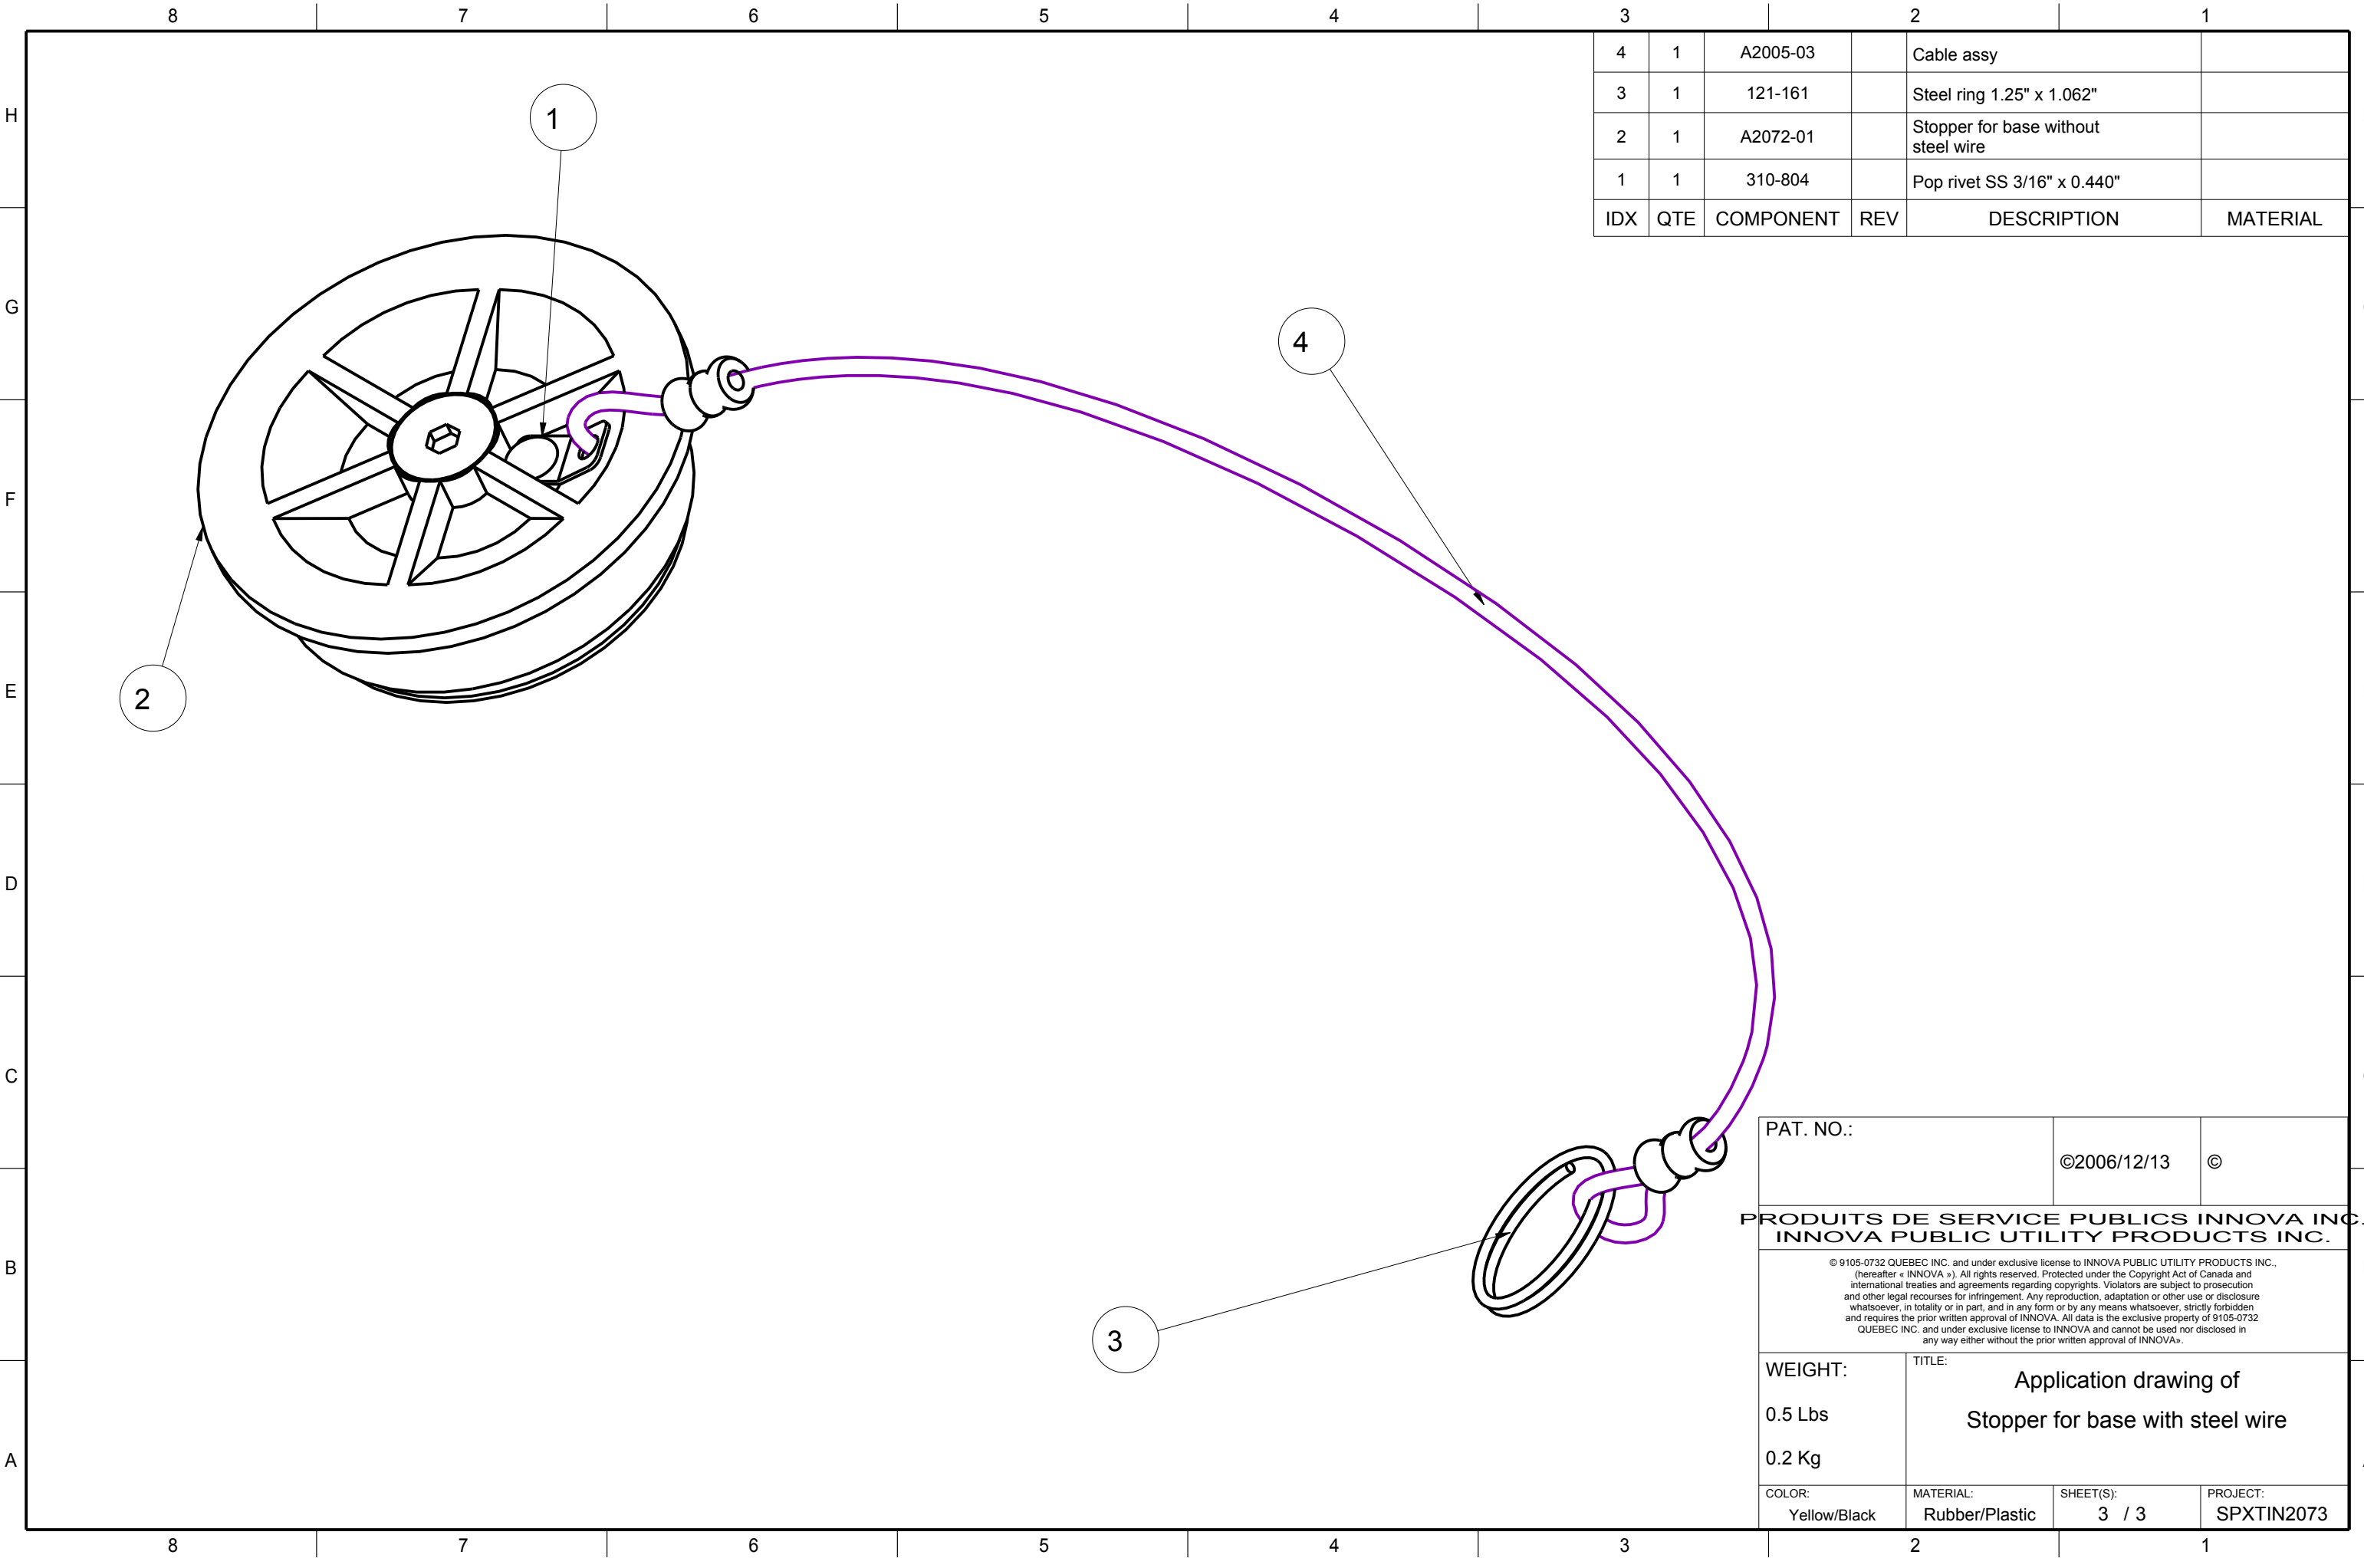 8 7 6 5 4 3 2 1
H
G
F
E
D
C
B
A
4 1 A2005-03 Cable assy
3 1 121-161 Steel ring 1.25" x 1.062"
2 1 A2072-01 Stopper for base without
steel wire
1 1 310-804 Pop rivet SS 3/16" x 0.440"
IDX QTE COMPONENT REV DESCRIPTION MATERIAL
1
4
2
3
PAT. NO.:
©2006/12/13 ©
PRODUITS DE SERVICE PUBLICS INNOVA INC.
INNOVA PUBLIC UTILITY PRODUCTS INC.
© 9105-0732 QUEBEC INC. and under exclusive license to INNOVA PUBLIC UTILITY PRODUCTS INC.,
(hereafter « INNOVA »). All rights reserved. Protected under the Copyright Act of Canada and
international treaties and agreements regarding copyrights. Violators are subject to prosecution
and other legal recourses for infringement. Any reproduction, adaptation or other use or disclosure
whatsoever, in totality or in part, and in any form or by any means whatsoever, strictly forbidden
and requires the prior written approval of INNOVA. All data is the exclusive property of 9105-0732
QUEBEC INC. and under exclusive license to INNOVA and cannot be used nor disclosed in
any way either without the prior written approval of INNOVA».
WEIGHT:
0.5 Lbs
0.2 Kg
TITLE:
Application drawing of
Stopper for base with steel wire
COLOR:
Yellow/Black
MATERIAL:
Rubber/Plastic
SHEET(S):
3 / 3
PROJECT:
SPXTIN2073
8 7 6 5 4 3 2 1